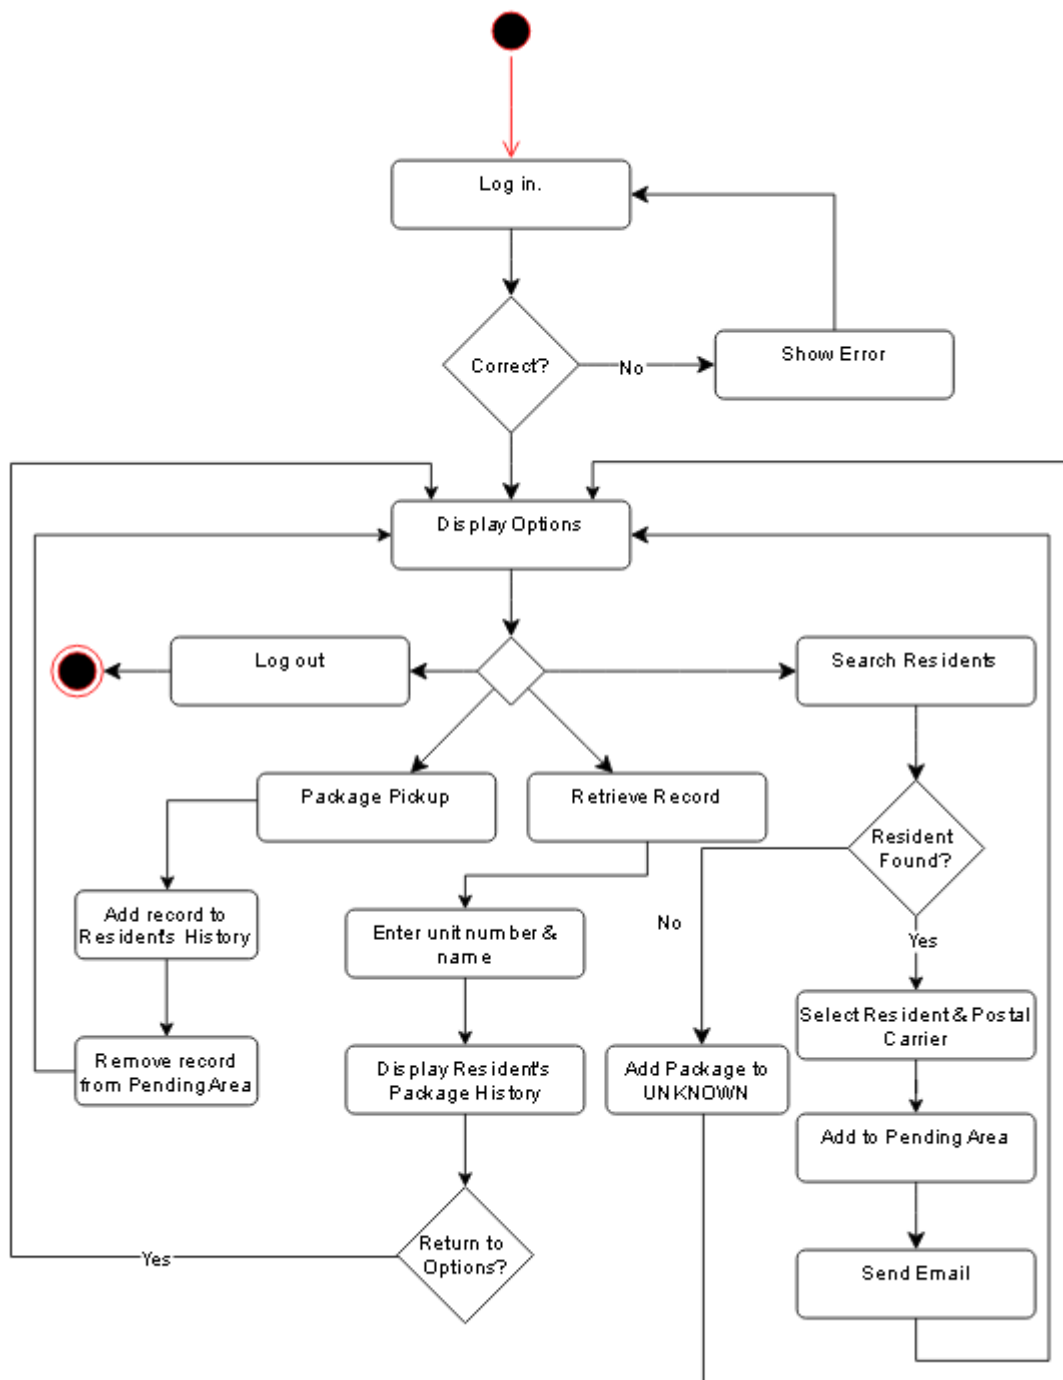 Log in.
Correct?
No
Show Error
Display Options
Log out
Search Residents
Package Pickup
Retrieve Record
Resident
Found?
No
Yes
Add record to
Resident's History
Enter unit number &
name
Select Resident & Postal
Carrier
Remove record
from Pending Area
Display Resident's
Package History
Add Package to
UNKNOWN
Add to Pending Area
Return to
Options?
Yes
Send Email